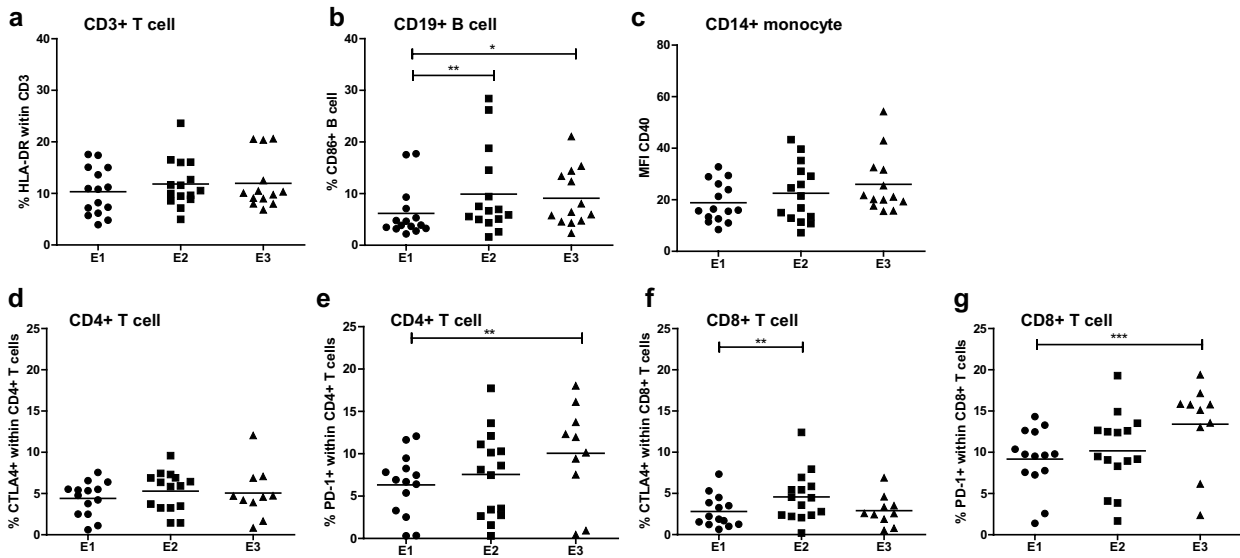 a
CD3+ T cell
% HLA-DR witin CD3
40
30
20
10
0
E1 E2 E3
b
CD19+ B cell
% CD86+ B cell
40
30
20
10
0
*
**
E1 E2 E3
c
CD14+ monocyte
MFI CD40
80
60
40
20
0
E1 E2 E3
d
CD4+ T cell
% CTLA4+ within CD4+ T cells
25
20
15
10
5
0
E1 E2 E3
e
CD4+ T cell
% PD-1+ within CD4+ T cells
25
20
15
10
5
0
**
E1 E2 E3
f
CD8+ T cell
% CTLA4+ within CD8+ T cells
25
20
15
10
5
0
**
E1 E2 E3
g
CD8+ T cell
% PD-1+ within CD8+ T cells
25
20
15
10
5
0
***
E1 E2 E3